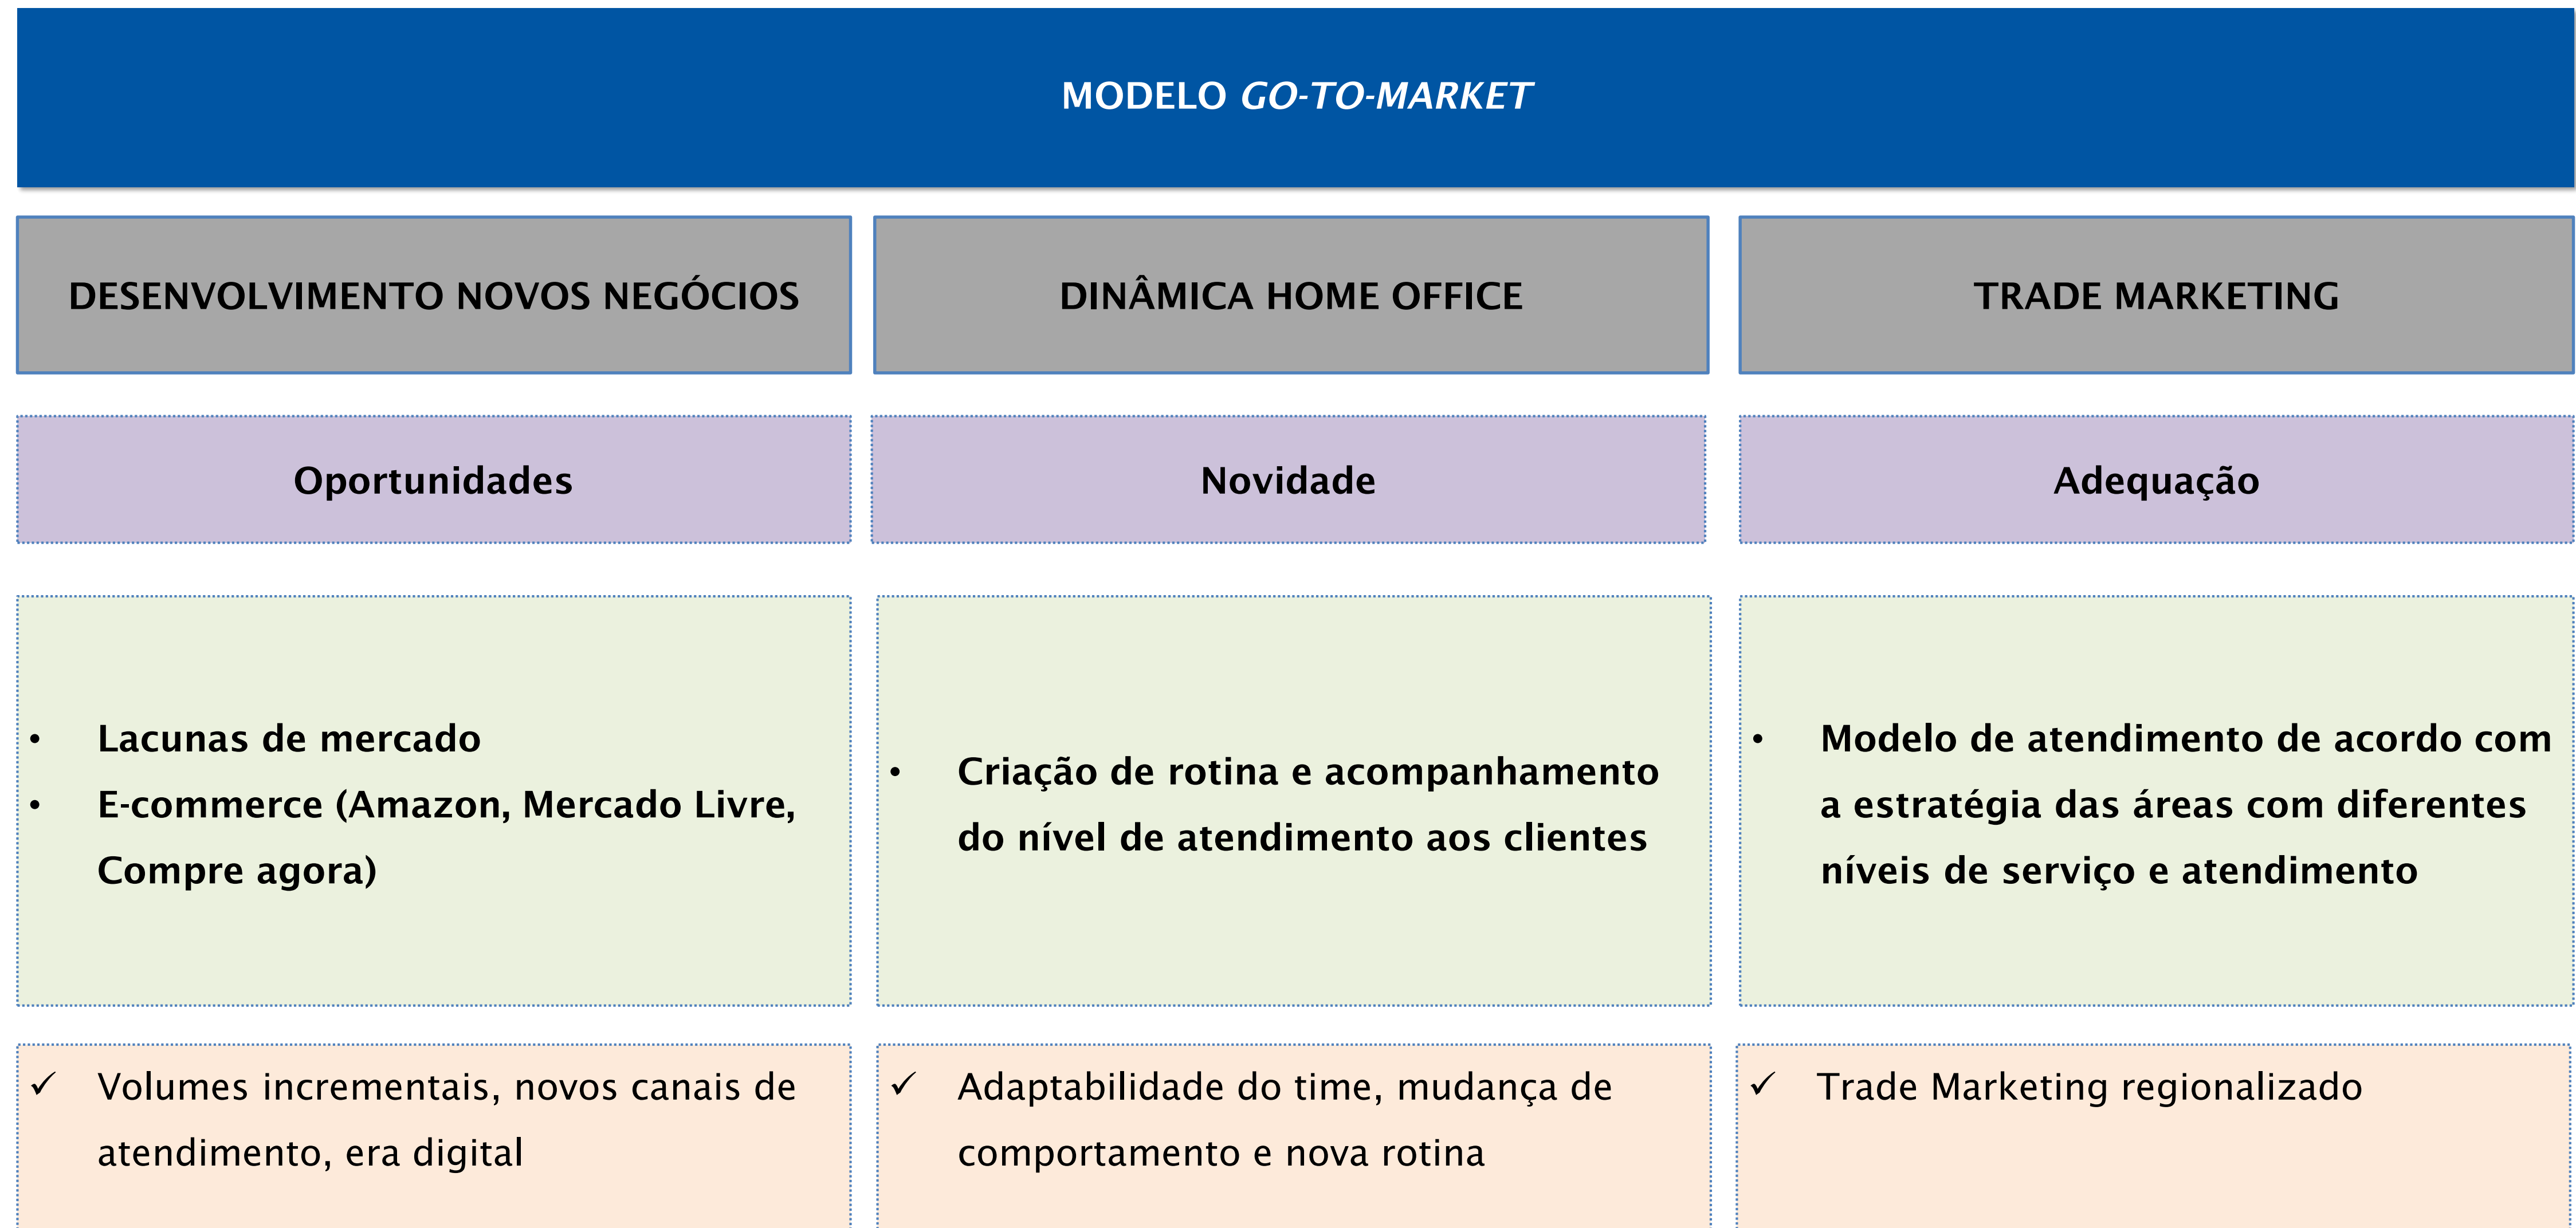 MODELO GO-TO-MARKET
DESENVOLVIMENTO NOVOS NEGÓCIOS
DINÂMICA HOME OFFICE
TRADE MARKETING
Oportunidades
Novidade
Adequação
• Lacunas de mercado
• E-commerce (Amazon, Mercado Livre,
Compre agora)
• Criação de rotina e acompanhamento
do nível de atendimento aos clientes
• Modelo de atendimento de acordo com
a estratégia das áreas com diferentes
níveis de serviço e atendimento
✓ Volumes incrementais, novos canais de
atendimento, era digital
✓ Adaptabilidade do time, mudança de
comportamento e nova rotina
✓ Trade Marketing regionalizado